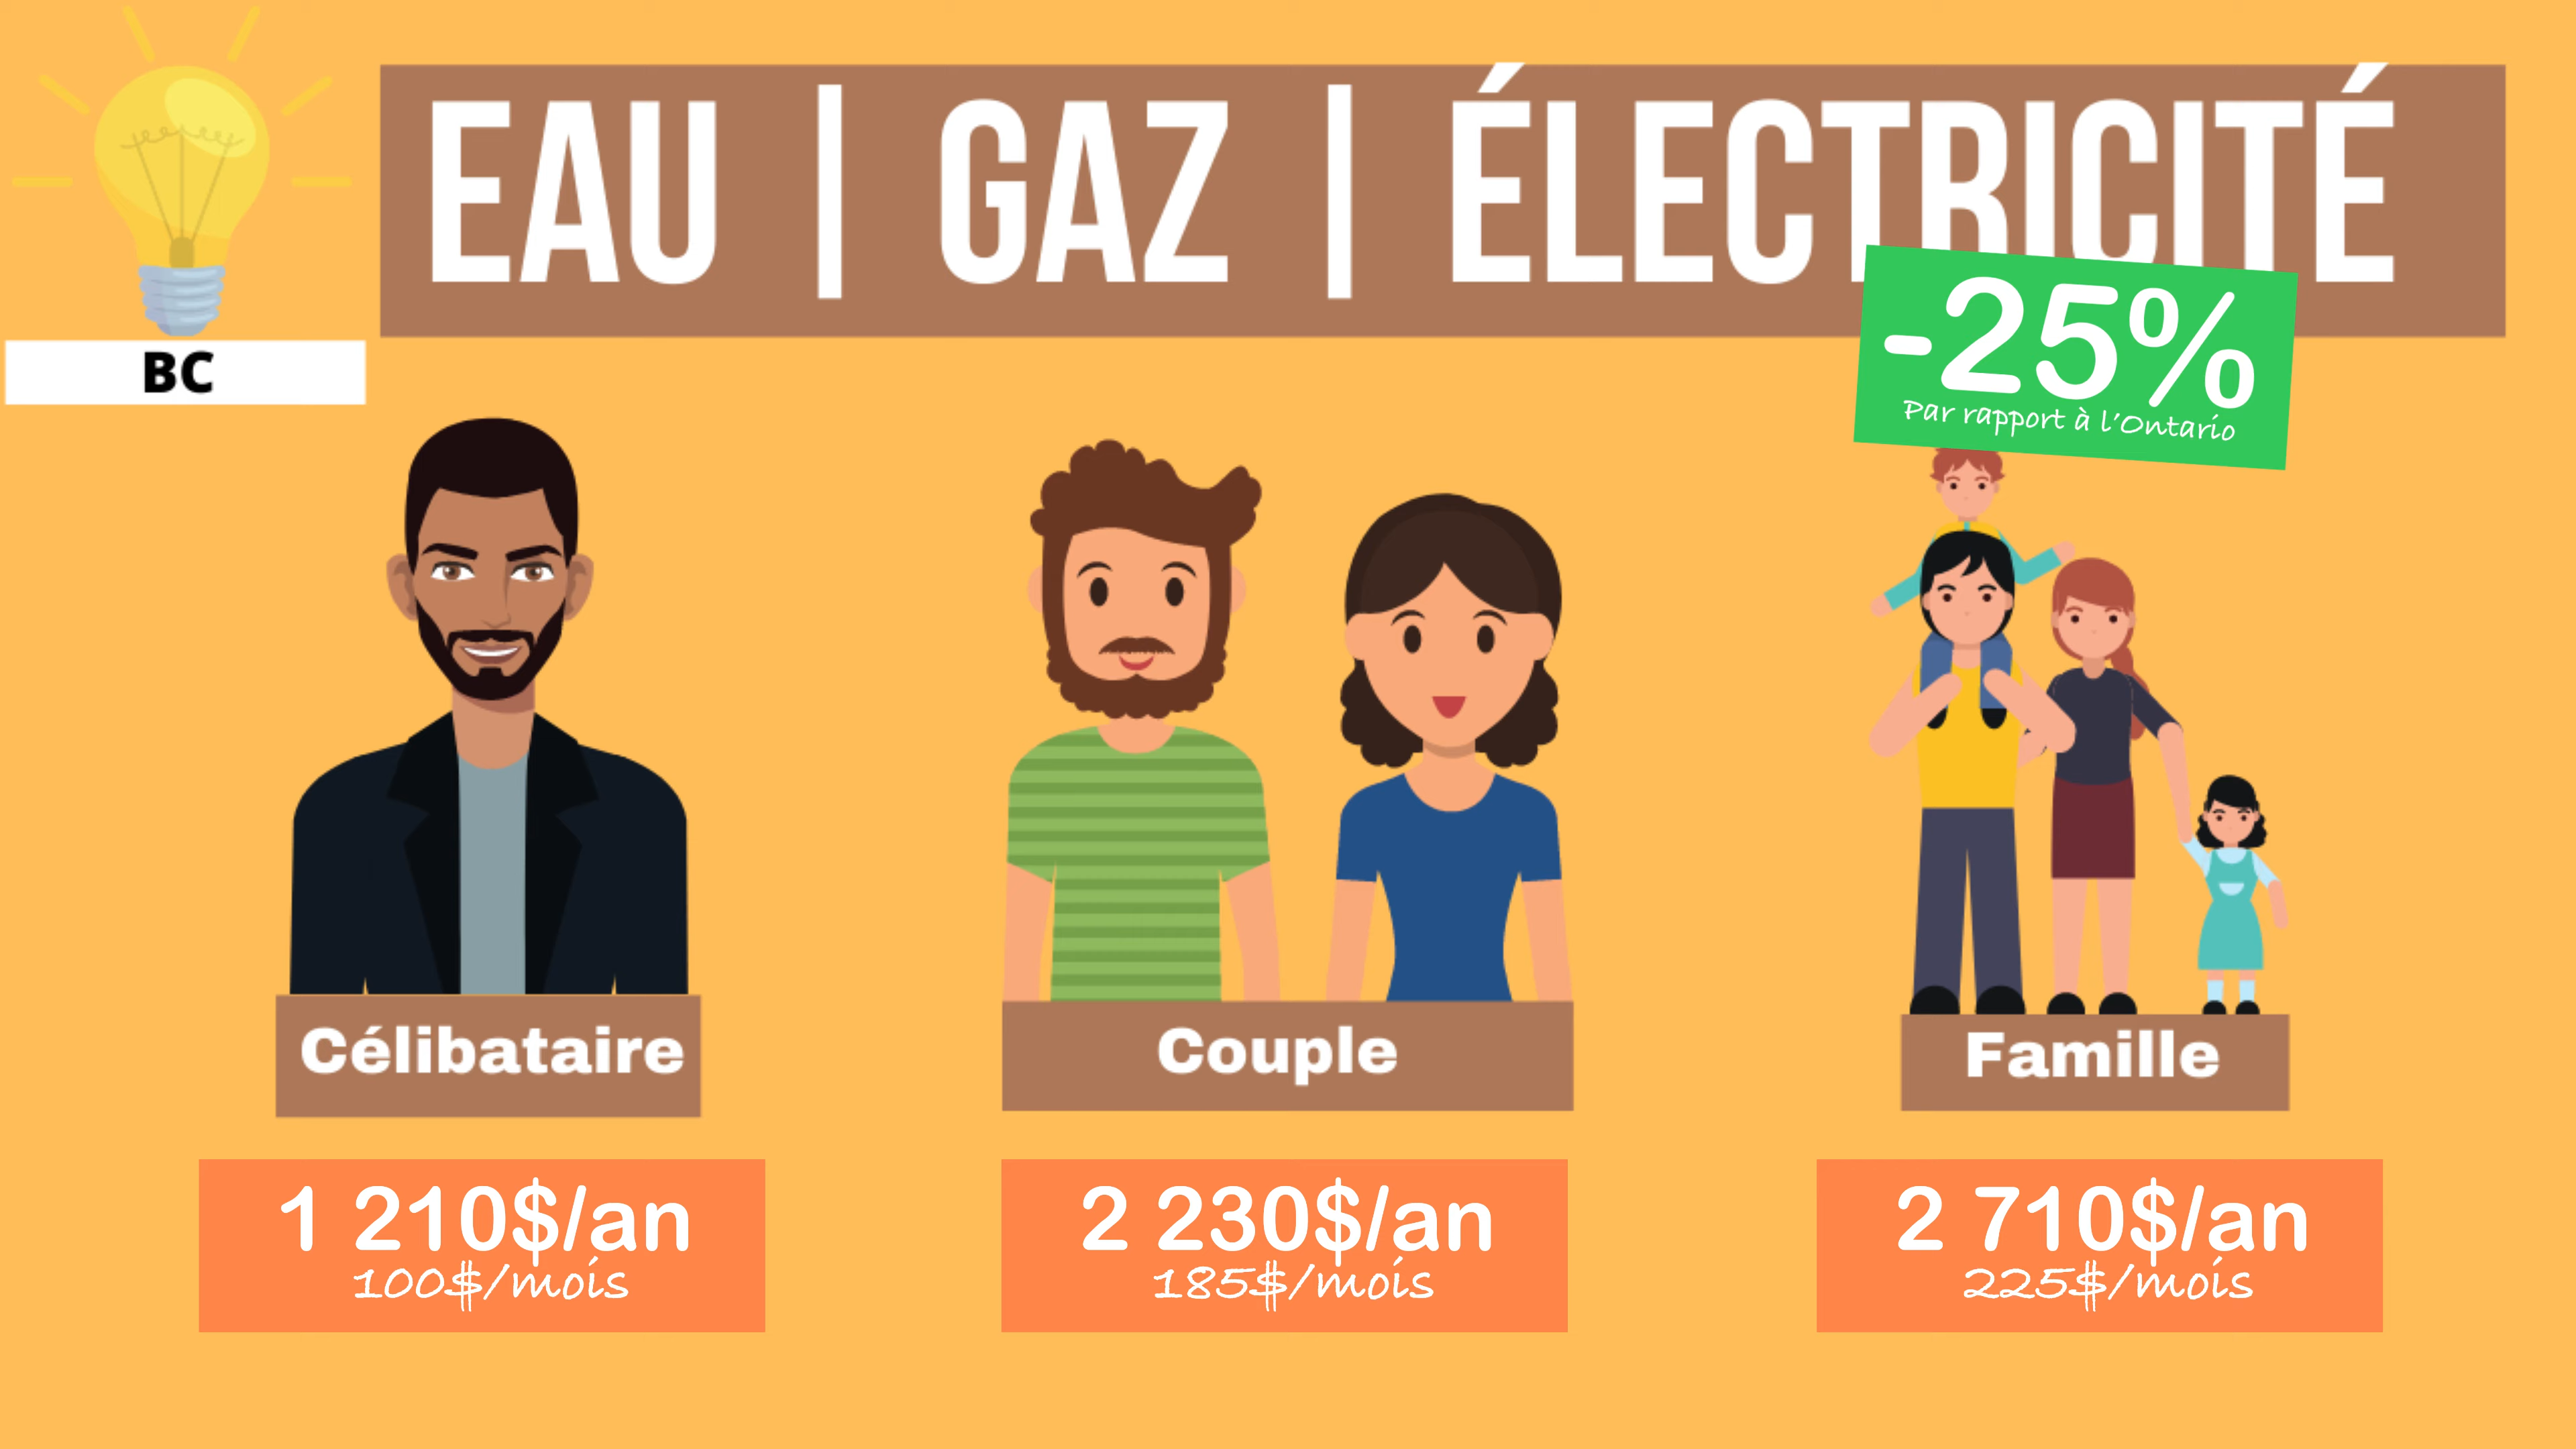 EAU | GAZ | ÉLECTRICITÉ
-25%
Par rapport à l'Ontario
BC
Célibataire
Couple
Famille
1 210$/an
100$/mois
2 230$/an
185$/mois
2 710$/an
225$/mois